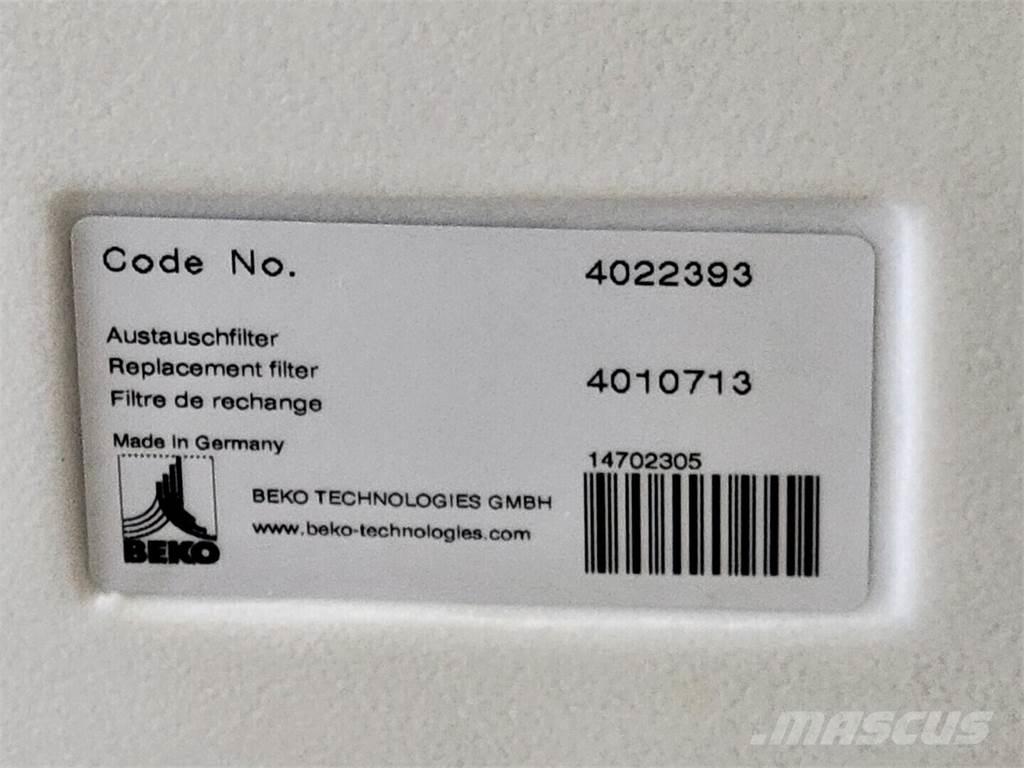 Code No. 4022393
Austauschfilter
Replacement filter 4010713
Filtre de rechange
Made In Germany
14702305
BEKO TECHNOLOGIES GMBH
www.beko-technologies.com
BEKO
.mascus